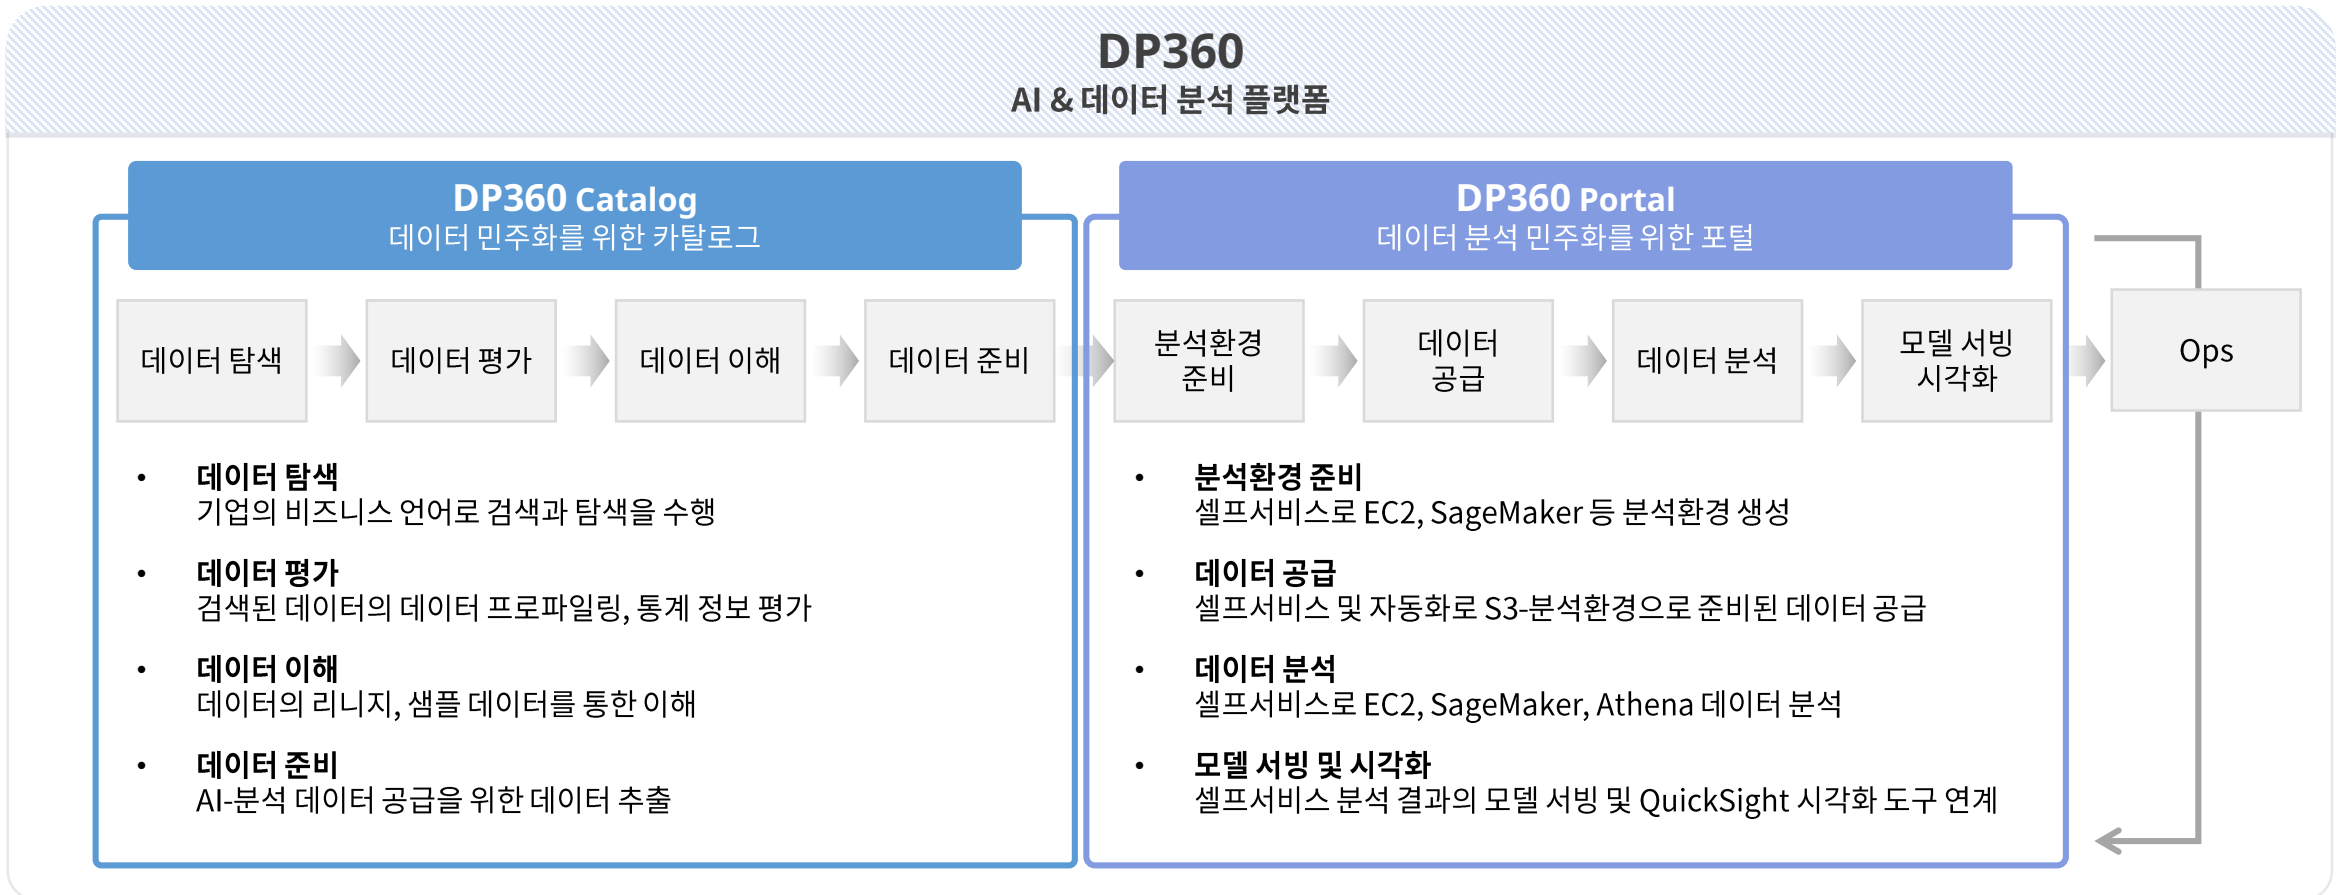 DP360
AI & 데이터 분석 플랫폼
DP360 Catalog
데이터 민주화를 위한 카탈로그
DP360 Portal
데이터 분석 민주화를 위한 포털
데이터 탐색
데이터 평가
데이터 이해
데이터 준비
분석환경
준비
데이터
공급
데이터 분석
모델 서빙
시각화
Ops
• 데이터 탐색
기업의 비즈니스 언어로 검색과 탐색을 수행
• 데이터 평가
검색된 데이터의 데이터 프로파일링, 통계 정보 평가
• 데이터 이해
데이터의 리니지, 샘플 데이터를 통한 이해
• 데이터 준비
AI-분석 데이터 공급을 위한 데이터 추출
• 분석환경 준비
셀프서비스로 EC2, SageMaker 등 분석환경 생성
• 데이터 공급
셀프서비스 및 자동화로 S3-분석환경으로 준비된 데이터 공급
• 데이터 분석
셀프서비스로 EC2, SageMaker, Athena 데이터 분석
• 모델 서빙 및 시각화
셀프서비스 분석 결과의 모델 서빙 및 QuickSight 시각화 도구 연계